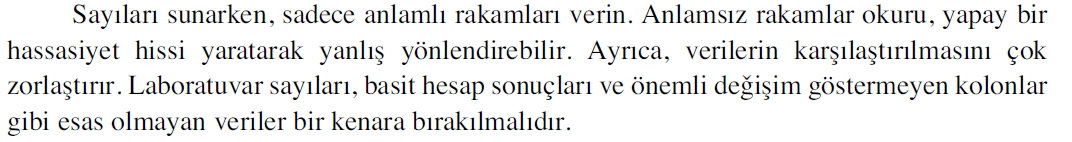 Sayıları sunarken, sadece anlamlı rakamları verin. Anlamsız rakamlar okuru, yapay bir
hassasiyet hissi yaratarak yanlış yönlendirebilir. Ayrıca, verilerin karşılaştırılmasını çok
zorlaştırır. Laboratuvar sayıları, basit hesap sonuçları ve önemli değişim göstermeyen kolonlar
gibi esas olmayan veriler bir kenara bırakılmalıdır.